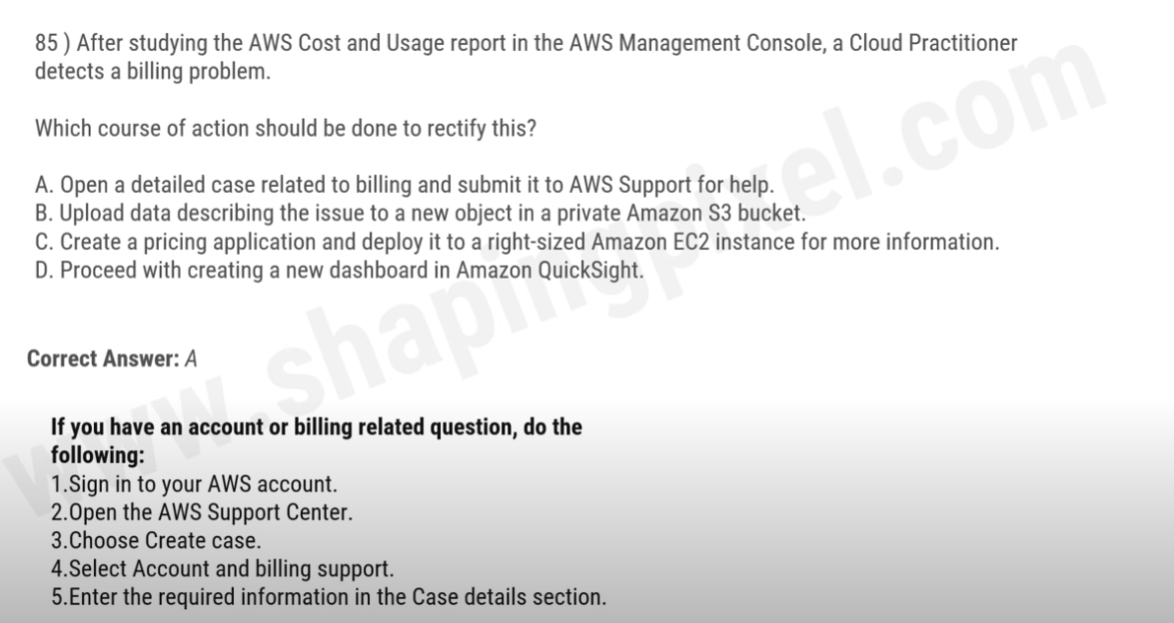 85 ) After studying the AWS Cost and Usage report in the AWS Management Console, a Cloud Practitioner
detects a billing problem.
Which course of action should be done to rectify this?
A. Open a detailed case related to billing and submit it to AWS Support for help.
B. Upload data describing the issue to a new object in a private Amazon S3 bucket.
C. Create a pricing application and deploy it to a right-sized Amazon EC2 instance for more information.
D. Proceed with creating a new dashboard in Amazon QuickSight.
Correct Answer: A
If you have an account or billing related question, do the
following:
1.Sign in to your AWS account.
2.Open the AWS Support Center.
3.Choose Create case.
4.Select Account and billing support.
5.Enter the required information in the Case details section.
www.shapingpixel.com